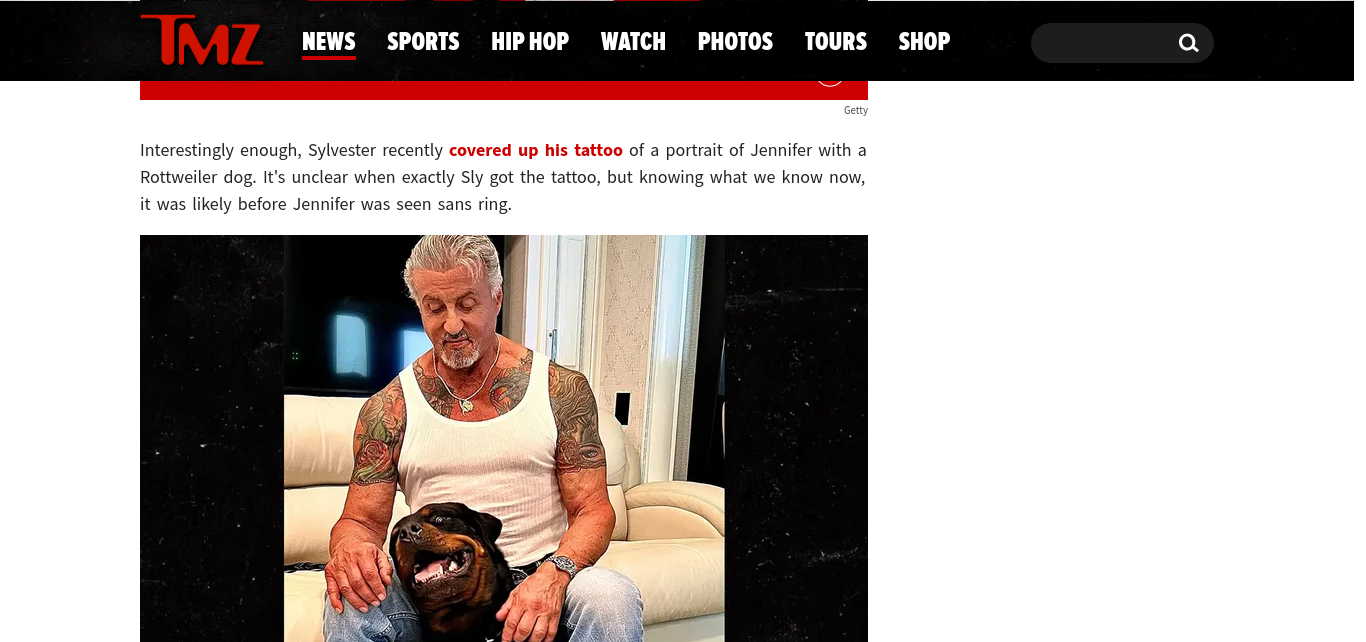 TMZ
NEWS SPORTS HIP HOP WATCH PHOTOS TOURS SHOP
Getty
Interestingly enough, Sylvester recently covered up his tattoo of a portrait of Jennifer with a
Rottweiler dog. It's unclear when exactly Sly got the tattoo, but knowing what we know now,
it was likely before Jennifer was seen sans ring.